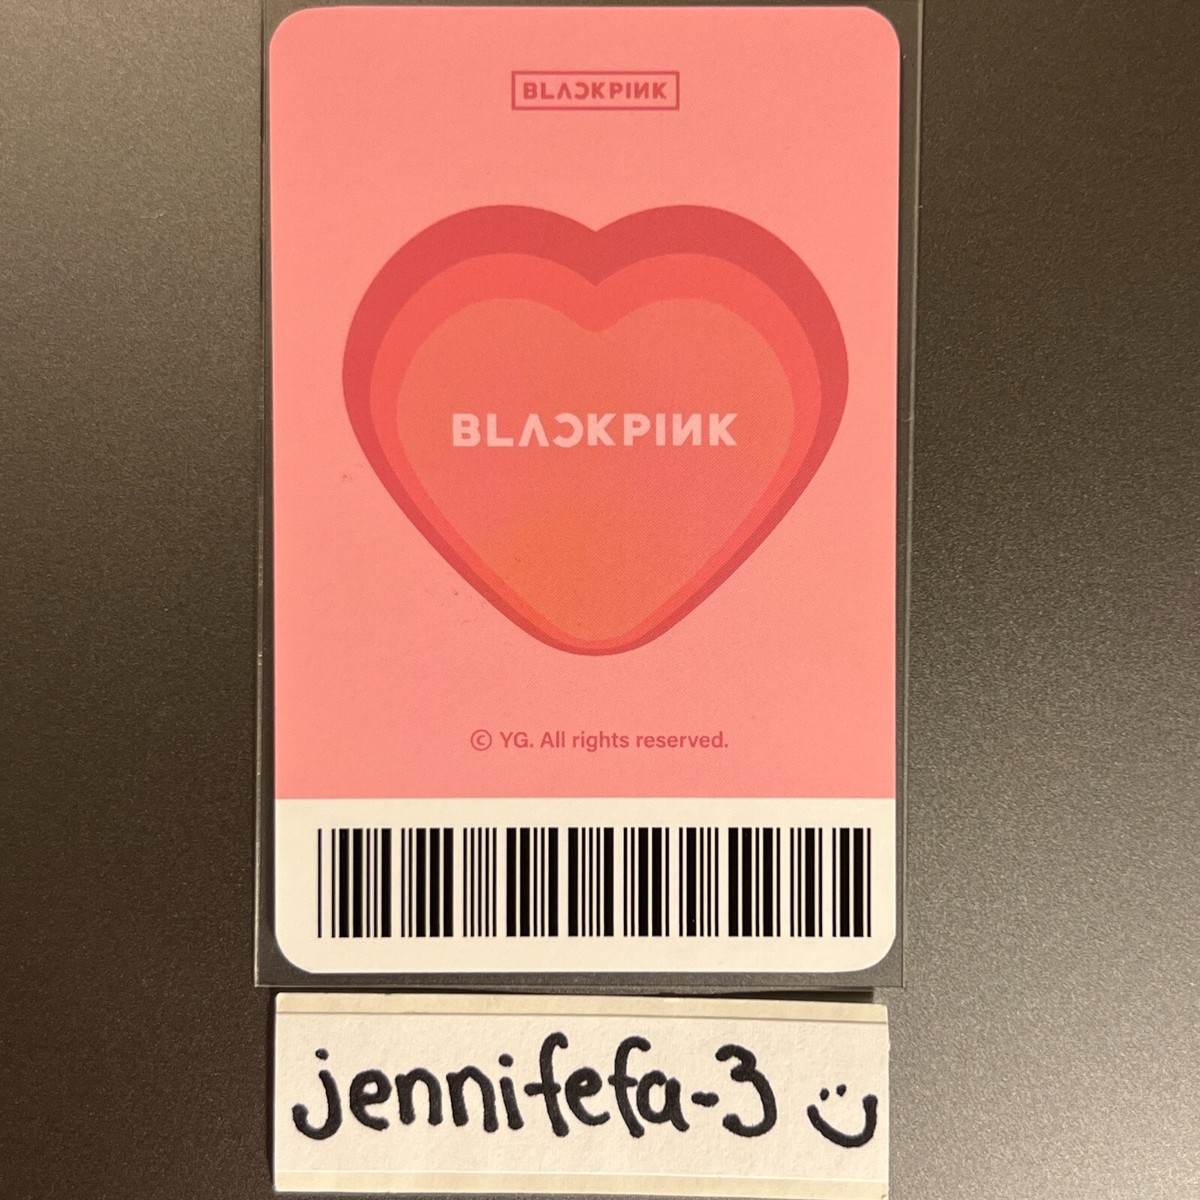 BLACKPINK
BLACKPINK
© YG. All rights reserved.
jennifefa-3 :)